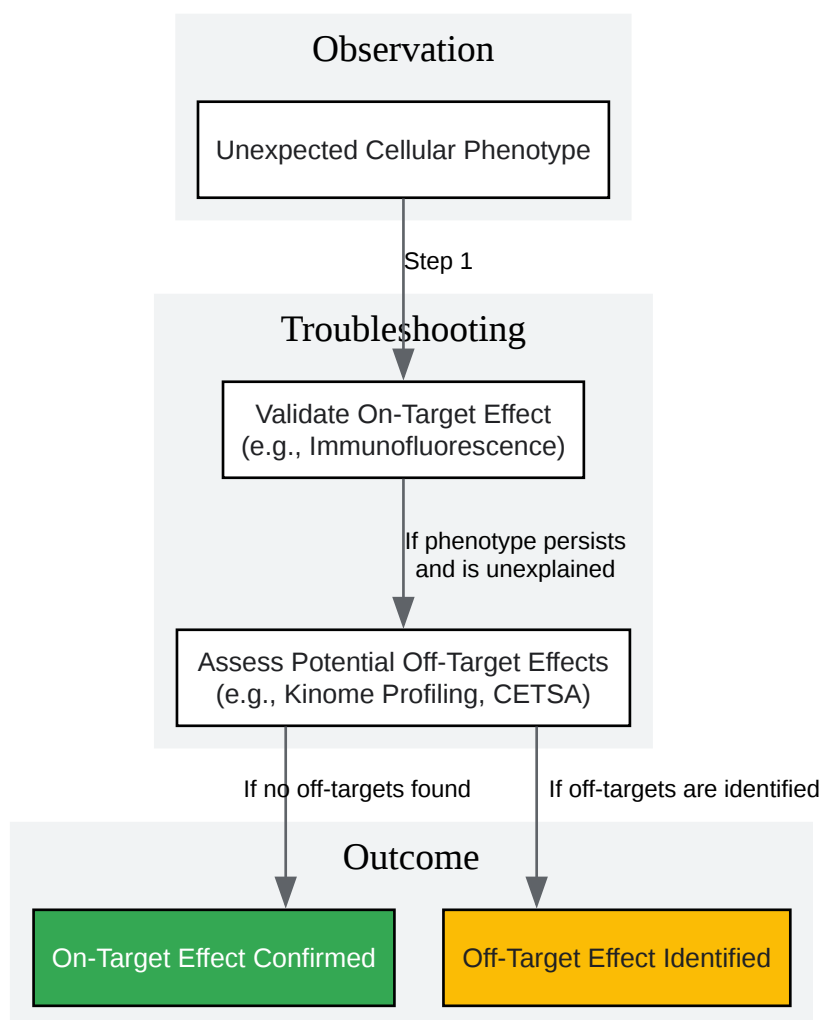 Observation
Unexpected Cellular Phenotype
Step 1
Troubleshooting
Validate On-Target Effect
(e.g., Immunofluorescence)
If phenotype persists
and is unexplained
Assess Potential Off-Target Effects
(e.g., Kinome Profiling, CETSA)
If no off-targets found
If off-targets are identified
Outcome
On-Target Effect Confirmed
Off-Target Effect Identified